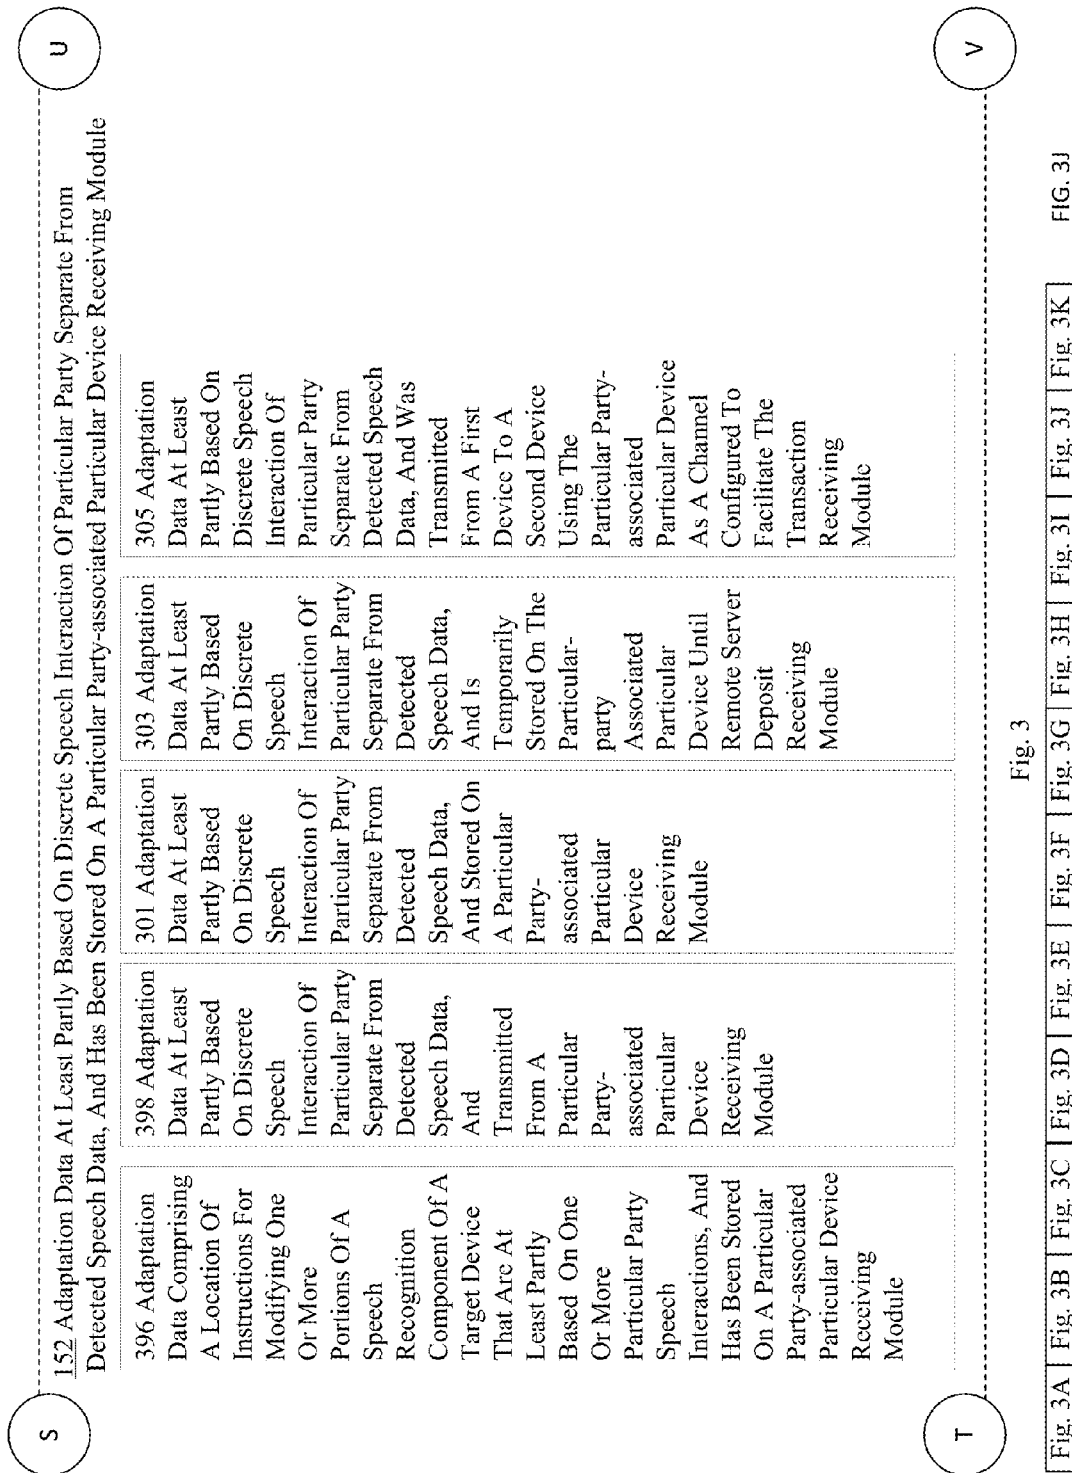 S
U
152 Adaptation Data At Least Partly Based On Discrete Speech Interaction Of Particular Party Separate From
Detected Speech Data, And Has Been Stored On A Particular Party-associated Particular Device Receiving Module
396 Adaptation
Data Comprising
A Location Of
Instructions For
Modifying One
Or More
Portions Of A
Speech
Recognition
Component Of A
Target Device
That Are At
Least Partly
Based On One
Or More
Particular Party
Speech
Interactions, And
Has Been Stored
On A Particular
Party-associated
Particular Device
Receiving
Module
398 Adaptation
Data At Least
Partly Based
On Discrete
Speech
Interaction Of
Particular Party
Separate From
Detected
Speech Data,
And
Transmitted
From A
Particular
Party-
associated
Particular
Device
Receiving
Module
301 Adaptation
Data At Least
Partly Based
On Discrete
Speech
Interaction Of
Particular Party
Separate From
Detected
Speech Data,
And Stored On
A Particular
Party-
associated
Particular
Device
Receiving
Module
303 Adaptation
Data At Least
Partly Based
On Discrete
Speech
Interaction Of
Particular Party
Separate From
Detected
Speech Data,
And Is
Temporarily
Stored On The
Particular-
party
Associated
Particular
Device Until
Remote Server
Deposit
Receiving
Module
305 Adaptation
Data At Least
Partly Based On
Discrete Speech
Interaction Of
Particular Party
Separate From
Detected Speech
Data, And Was
Transmitted
From A First
Device To A
Second Device
Using The
Particular Party-
associated
Particular Device
As A Channel
Configured To
Facilitate The
Transaction
Receiving
Module
T
V
Fig. 3
Fig. 3A Fig. 3B Fig. 3C Fig. 3D Fig. 3E Fig. 3F Fig. 3G Fig. 3H Fig. 3I Fig. 3J Fig. 3K
FIG. 3J